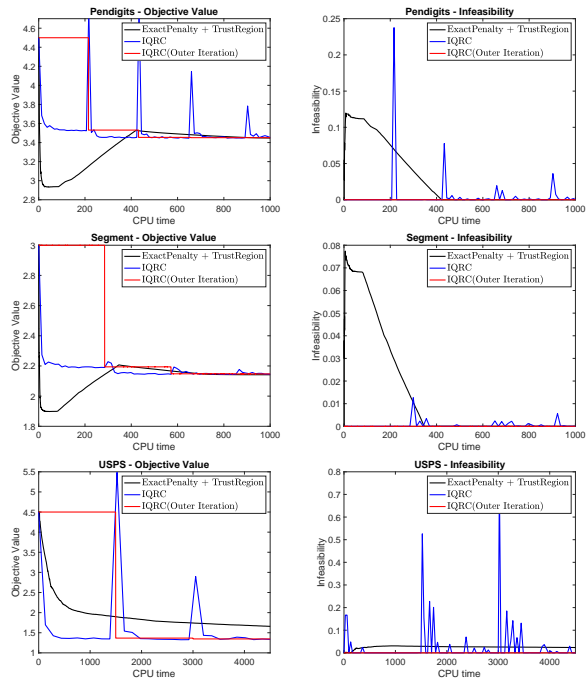 Pendigits - Objective Value
4.6
4.4
4.2
4
3.8
3.6
3.4
3.2
3
2.8
Objective Value
0
200
400
600
800
1000
CPU time
ExactPenalty + TrustRegion
IQRC
IQRC(Outer Iteration)
Pendigits - Infeasibility
0.25
0.2
0.15
0.1
0.05
0
Infeasibility
0
200
400
600
800
1000
CPU time
ExactPenalty + TrustRegion
IQRC
IQRC(Outer Iteration)
Segment - Objective Value
3
2.8
2.6
2.4
2.2
2
1.8
Objective Value
0
200
400
600
800
1000
CPU time
ExactPenalty + TrustRegion
IQRC
IQRC(Outer Iteration)
Segment - Infeasibility
0.08
0.07
0.06
0.05
0.04
0.03
0.02
0.01
0
Infeasibility
0
200
400
600
800
1000
CPU time
ExactPenalty + TrustRegion
IQRC
IQRC(Outer Iteration)
USPS - Objective Value
5.5
5
4.5
4
3.5
3
2.5
2
1.5
1
Objective Value
0
1000
2000
3000
4000
CPU time
ExactPenalty + TrustRegion
IQRC
IQRC(Outer Iteration)
USPS - Infeasibility
0.8
0.7
0.6
0.5
0.4
0.3
0.2
0.1
0
Infeasibility
0
1000
2000
3000
4000
CPU time
ExactPenalty + TrustRegion
IQRC
IQRC(Outer Iteration)